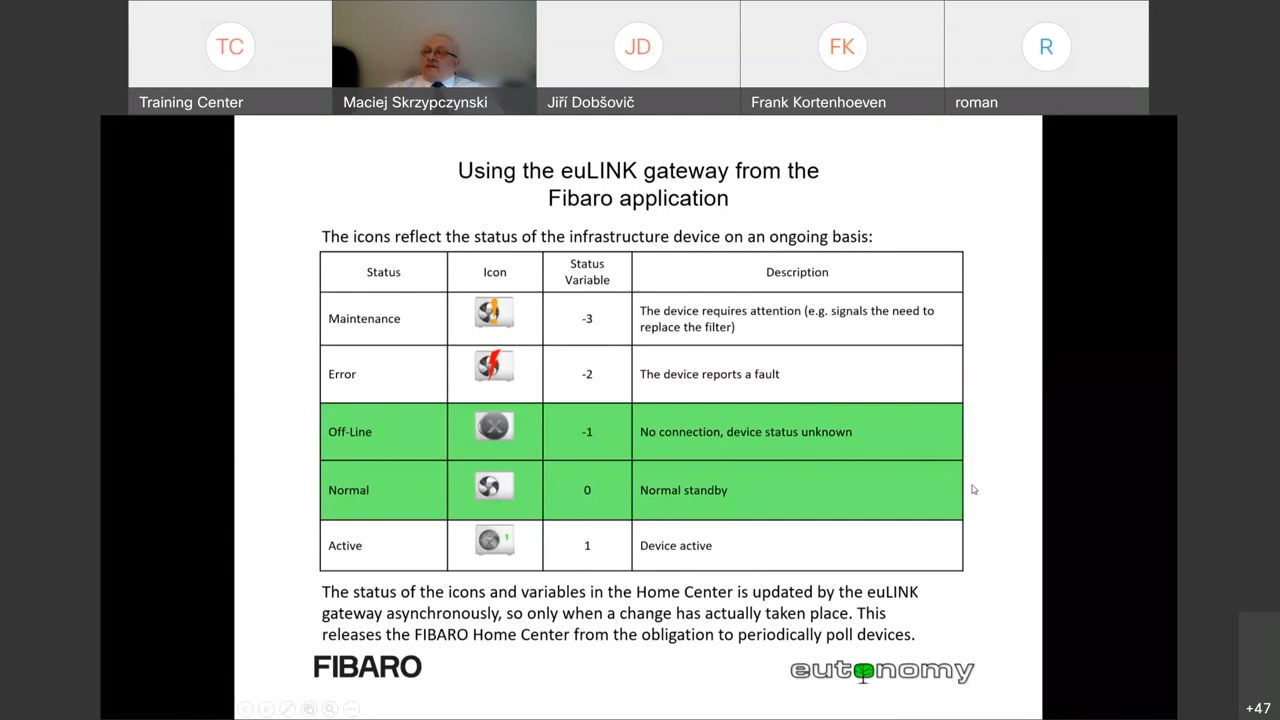 TC
JD
FK
R
Training Center
Maciej Skrzypczynski
Jiří Dobšovič
Frank Kortenhoeven
roman
Using the euLINK gateway from the
Fibaro application
The icons reflect the status of the infrastructure device on an ongoing basis:
Status
Icon
Status
Variable
Description
Maintenance
-3
The device requires attention (e.g. signals the need to
replace the filter)
Error
-2
The device reports a fault
Off-Line
-1
No connection, device status unknown
Normal
0
Normal standby
Active
1
1
Device active
The status of the icons and variables in the Home Center is updated by the euLINK
gateway asynchronously, so only when a change has actually taken place. This
releases the FIBARO Home Center from the obligation to periodically poll devices.
FIBARO
eutonomy
+47